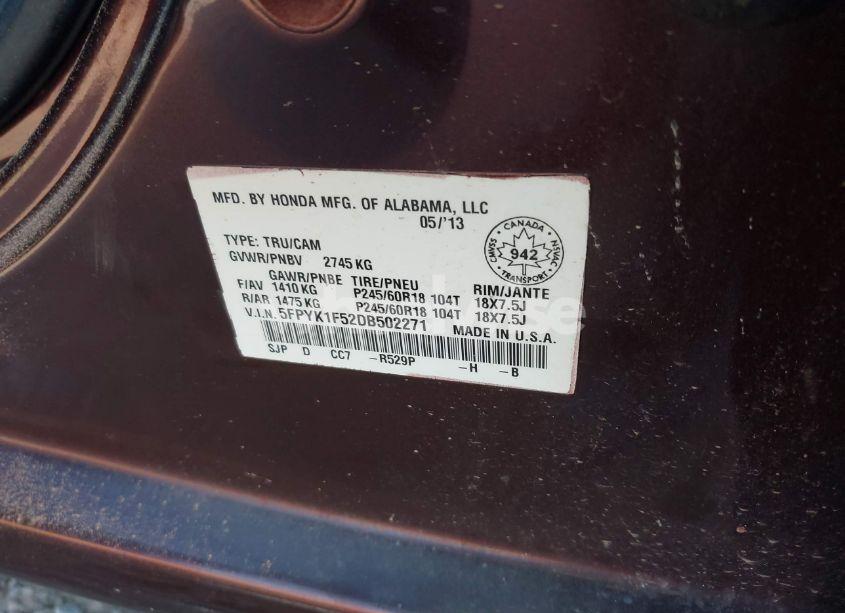 MFD. BY HONDA MFG. OF ALABAMA, LLC
05/'13
TYPE: TRU/CAM
GVWR/PNBV 2745 KG
GAWR/PNBE TIRE/PNEU RIM/JANTE
F/AV 1410 KG P245/60R18 104T 18X7.5J
R/AR 1475 KG P245/60R18 104T 18X7.5J
V.I.N. 5FPYK1F52DB502271 MADE IN U.S.A.
SJP D CC7 -R529P -H -B
CANADA
CMVSS 942 NSVAC
TRANSPORT